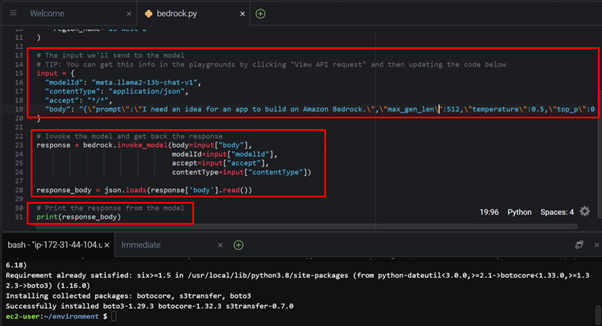 Welcome
bedrock.py
11 region_name='us-west-2'
12 )
13
14 # The input we'll send to the model
# TIP: You can get this info in the playgrounds by clicking "View API request" and then updating the code below
15 input = {
16 "modelId": "meta.llama2-13b-chat-v1",
17 "contentType": "application/json",
18 "accept": "*/*",
19 "body": "{\"prompt\":\"I need an idea for an app to build on Amazon Bedrock.\",\"max_gen_len\":512,\"temperature\":0.5,\"top_p\":0
}
22 # Invoke the model and get back the response
23 response = bedrock.invoke_model(body=input["body"],
24 modelId=input["modelId"],
25 accept=input["accept"],
26 contentType=input["contentType"])
27
28 response_body = json.loads(response['body'].read())
29
30 # Print the response from the model
31 print(response_body)
19:96 Python Spaces: 4
bash - "ip-172-31-44-104.u
Immediate
6.18)
Requirement already satisfied: six>=1.5 in /usr/local/lib/python3.8/site-packages (from python-dateutil<3.0.0,>=2.1->botocore<1.33.0,>=1.3
2.3->boto3) (1.16.0)
Installing collected packages: botocore, s3transfer, boto3
Successfully installed boto3-1.29.3 botocore-1.32.3 s3transfer-0.7.0
ec2-user:~/environment $